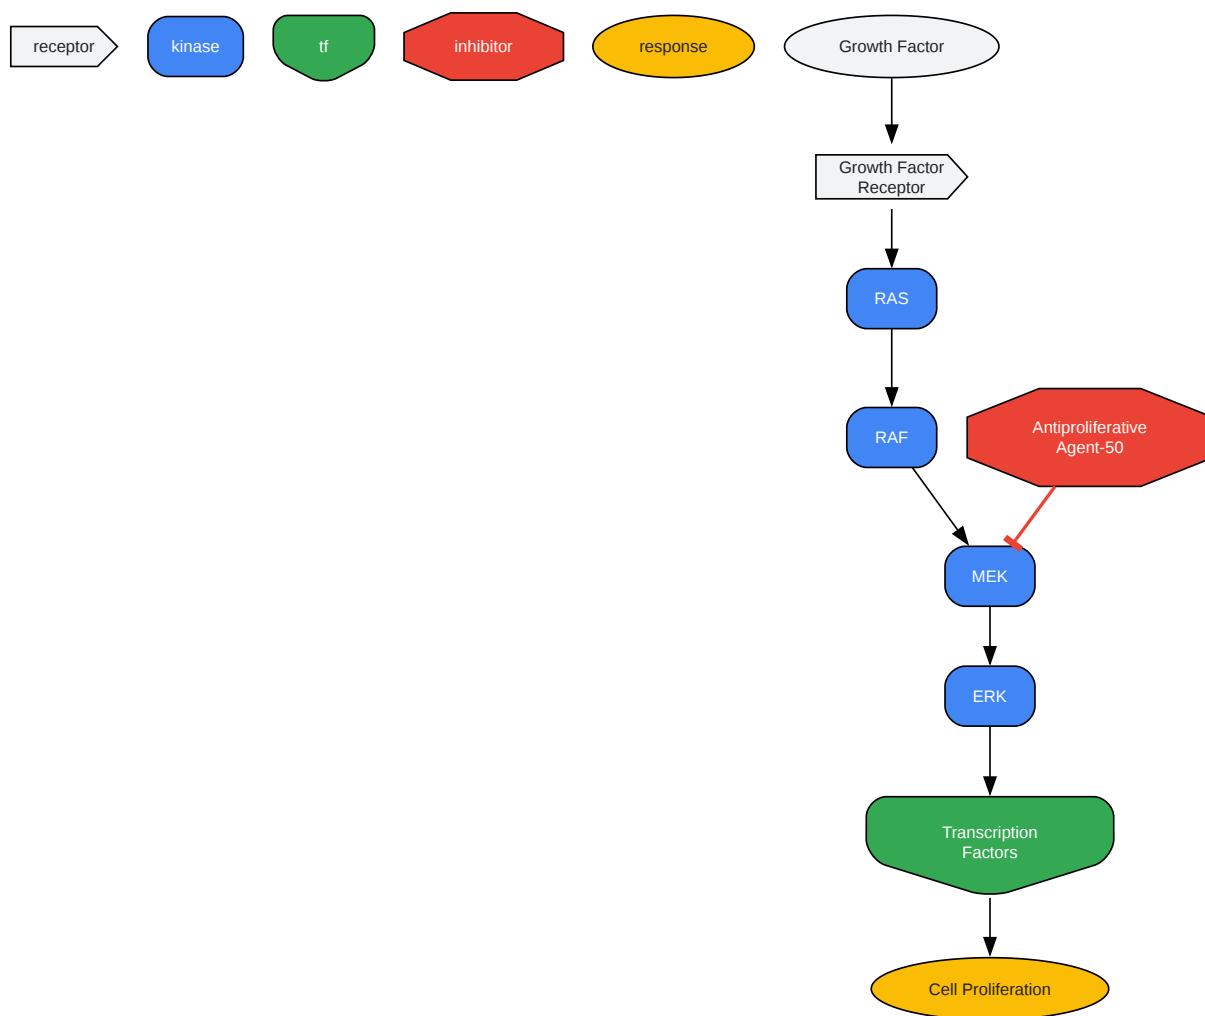 receptor
kinase
tf
inhibitor
response
Growth Factor
Growth Factor
Receptor
RAS
RAF
Antiproliferative
Agent-50
MEK
ERK
Transcription
Factors
Cell Proliferation